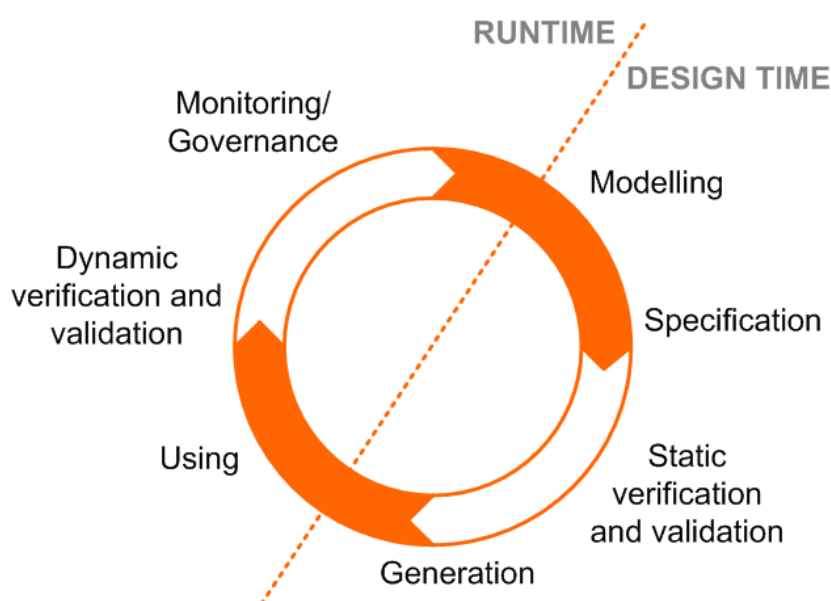 RUNTIME
DESIGN TIME
Monitoring/
Governance
Modelling
Dynamic
verification and
validation
Specification
Using
Static
verification
and validation
Generation